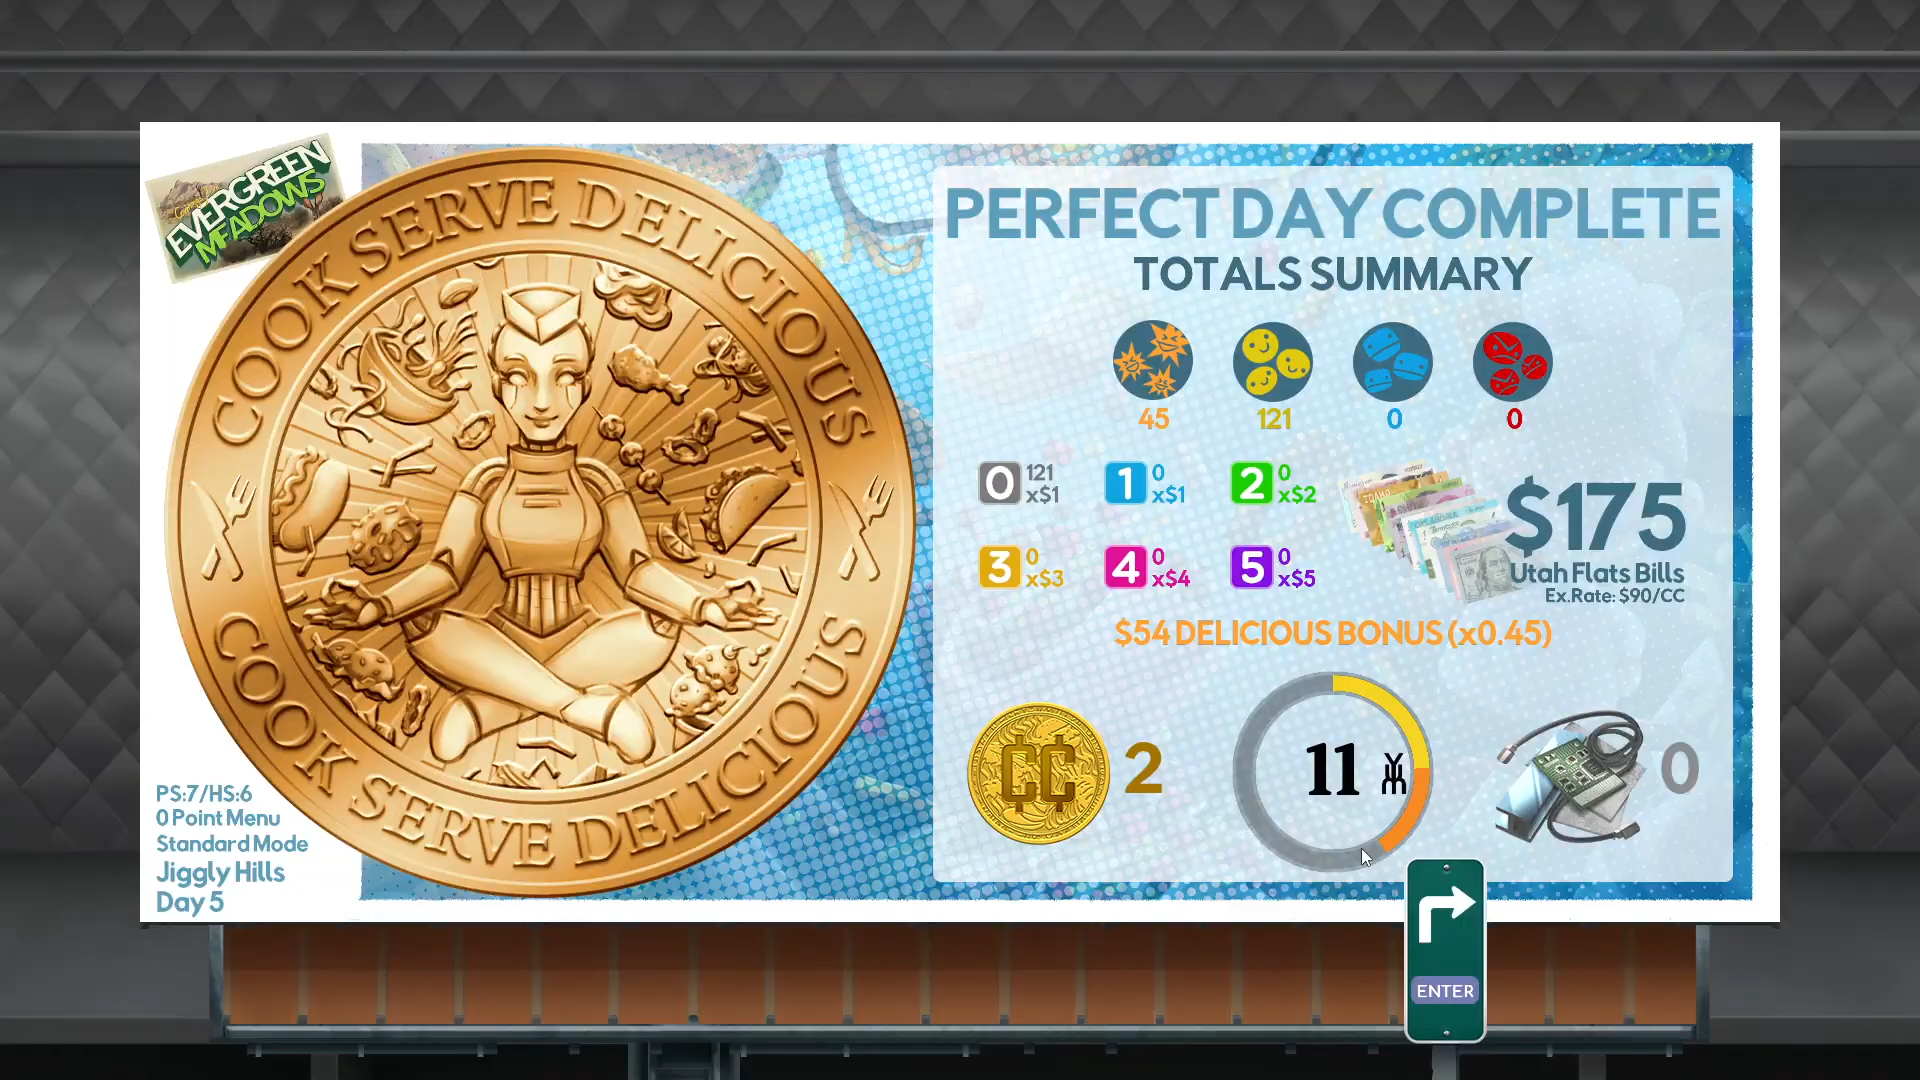 EVERGREEN
MEADOWS
COOK SERVE DELICIOUS
COOK SERVE DELICIOUS
PS:7/HS:6
0 Point Menu
Standard Mode
Jiggly Hills
Day 5
PERFECT DAY COMPLETE
TOTALS SUMMARY
45
121
0
0
0 121 x$1
1 0 x$1
2 0 x$2
3 0 x$3
4 0 x$4
5 0 x$5
IDAHO
$175
Utah Flats Bills
Ex.Rate: $90/CC
$54 DELICIOUS BONUS (x0.45)
CC 2
11
0
ENTER